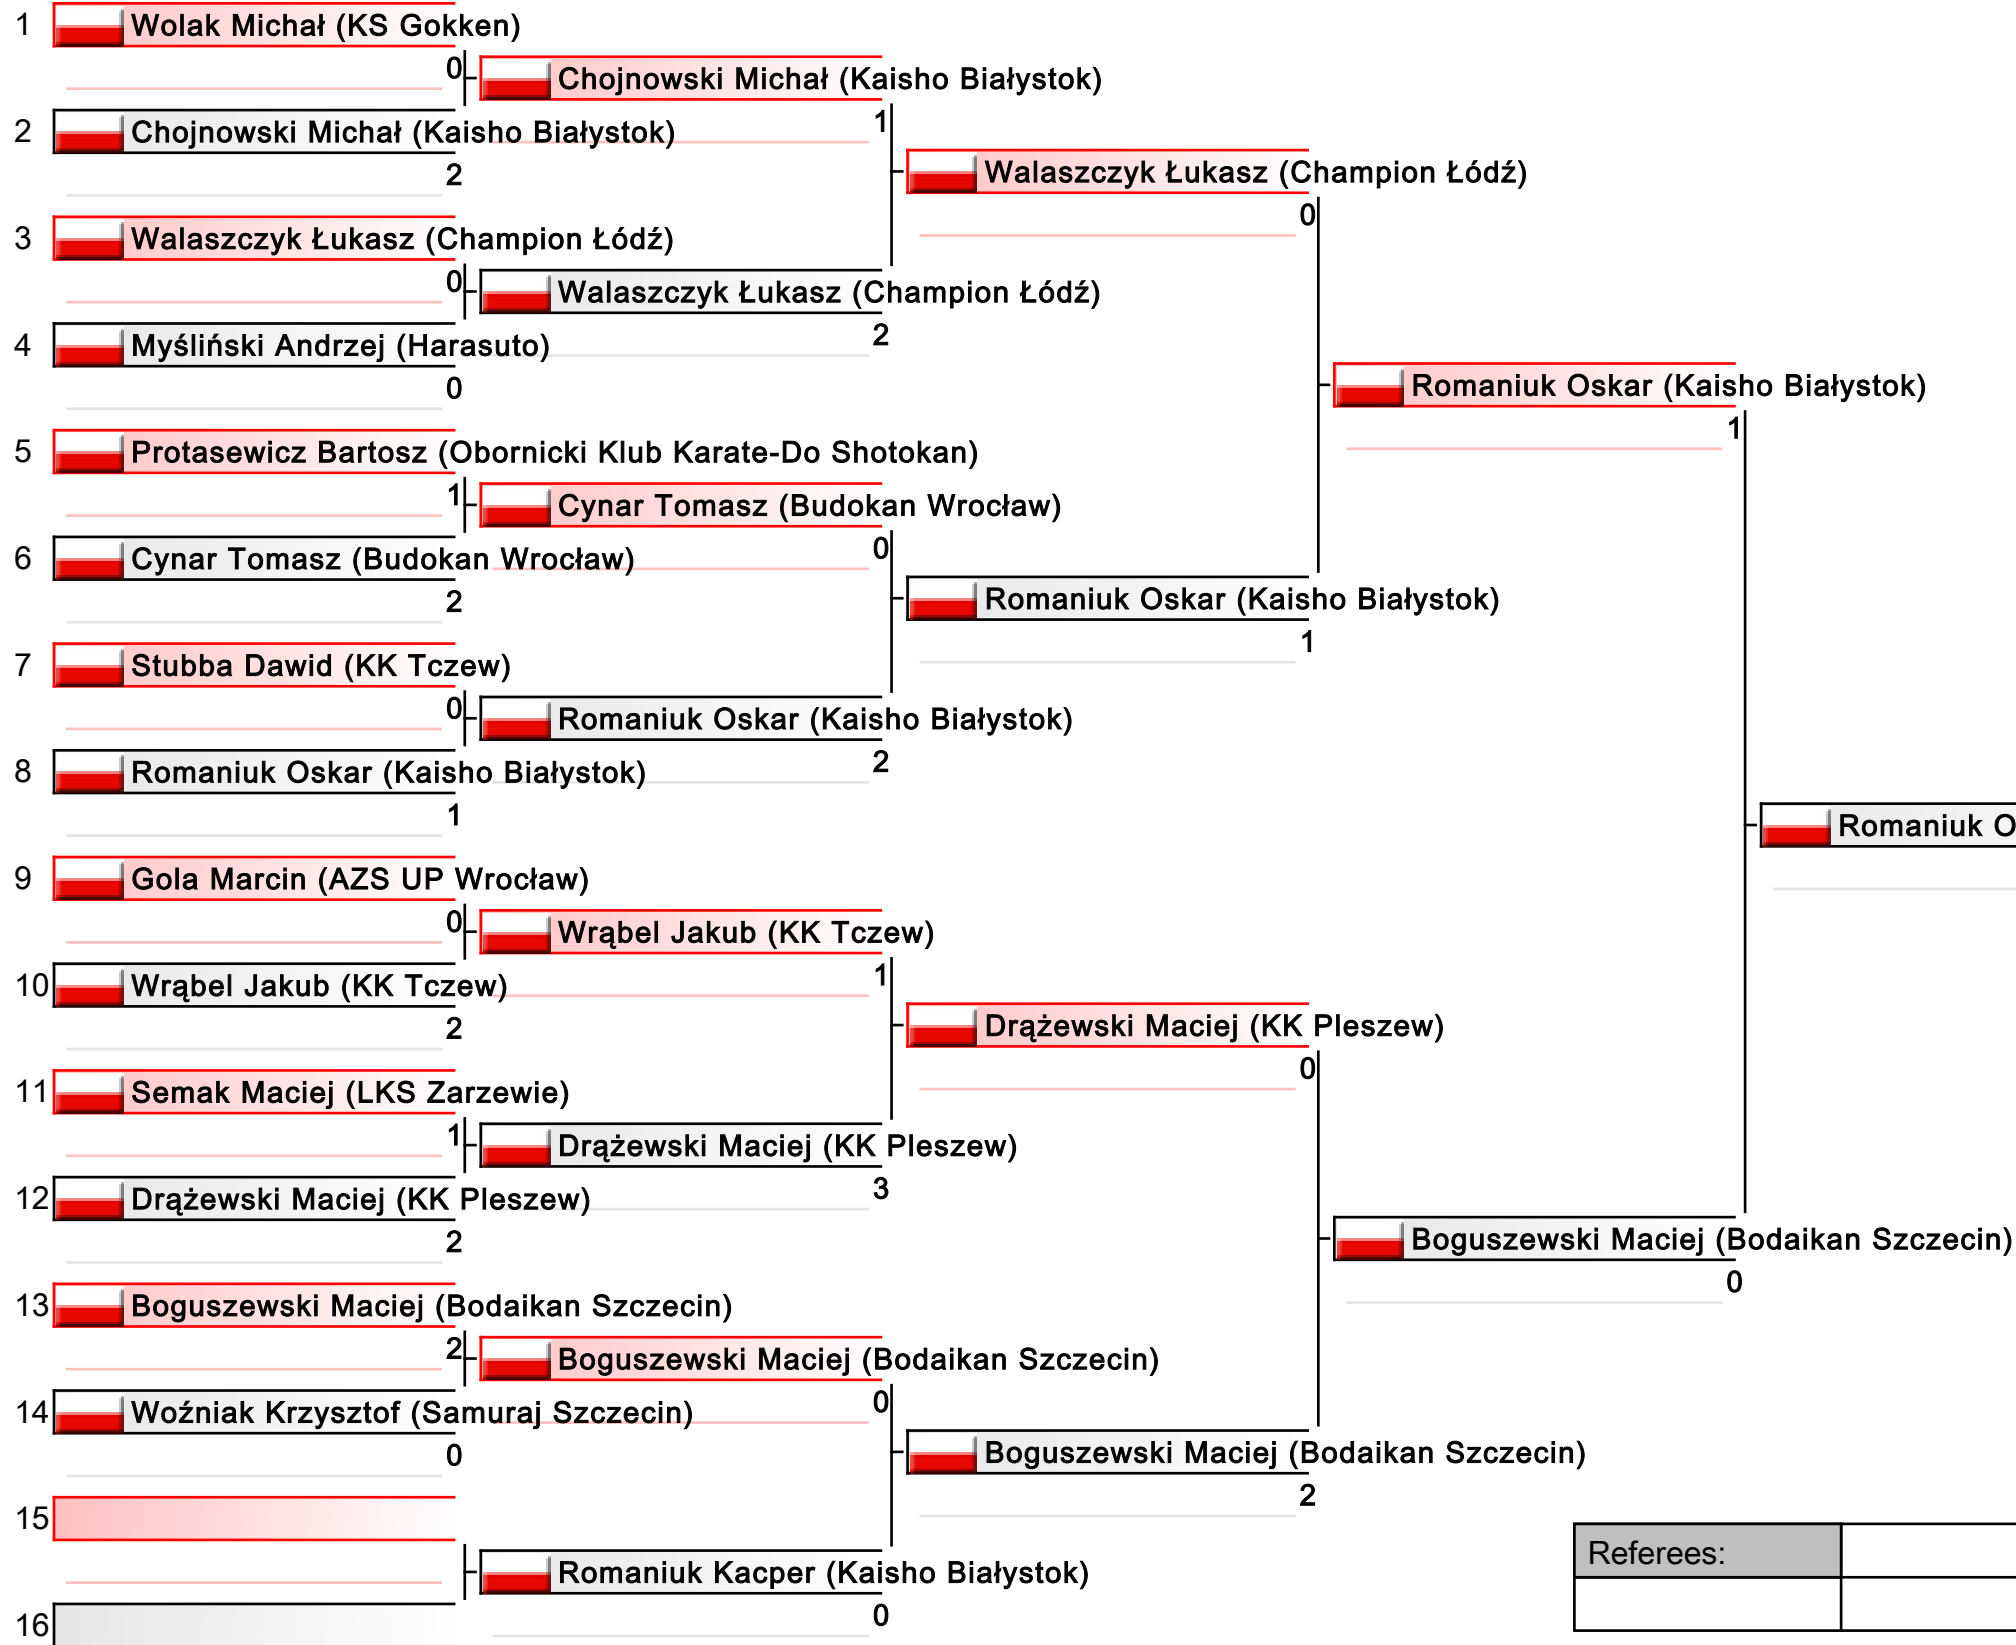 1 Wolak Michał (KS Gokken)
0
Chojnowski Michał (Kaisho Białystok)
1
2 Chojnowski Michał (Kaisho Białystok)
2
Walaszczyk Łukasz (Champion Łódź)
0
3 Walaszczyk Łukasz (Champion Łódź)
0
Walaszczyk Łukasz (Champion Łódź)
2
4 Myśliński Andrzej (Harasuto)
0
Romaniuk Oskar (Kaisho Białystok)
1
5 Protasewicz Bartosz (Obornicki Klub Karate-Do Shotokan)
1
Cynar Tomasz (Budokan Wrocław)
0
6 Cynar Tomasz (Budokan Wrocław)
2
Romaniuk Oskar (Kaisho Białystok)
1
7 Stubba Dawid (KK Tczew)
0
Romaniuk Oskar (Kaisho Białystok)
2
8 Romaniuk Oskar (Kaisho Białystok)
1
Romaniuk O
9 Gola Marcin (AZS UP Wrocław)
0
Wrąbel Jakub (KK Tczew)
1
10 Wrąbel Jakub (KK Tczew)
2
Drążewski Maciej (KK Pleszew)
0
11 Semak Maciej (LKS Zarzewie)
1
Drążewski Maciej (KK Pleszew)
3
12 Drążewski Maciej (KK Pleszew)
2
Boguszewski Maciej (Bodaikan Szczecin)
0
13 Boguszewski Maciej (Bodaikan Szczecin)
2
Boguszewski Maciej (Bodaikan Szczecin)
0
14 Woźniak Krzysztof (Samuraj Szczecin)
0
Boguszewski Maciej (Bodaikan Szczecin)
2
15
Romaniuk Kacper (Kaisho Białystok)
0
16
Referees: